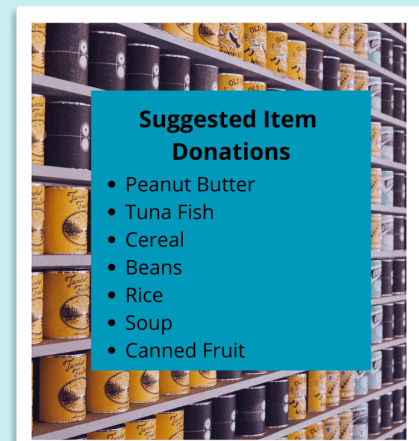 Suggested Item
Donations
• Peanut Butter
• Tuna Fish
• Cereal
• Beans
• Rice
• Soup
• Canned Fruit